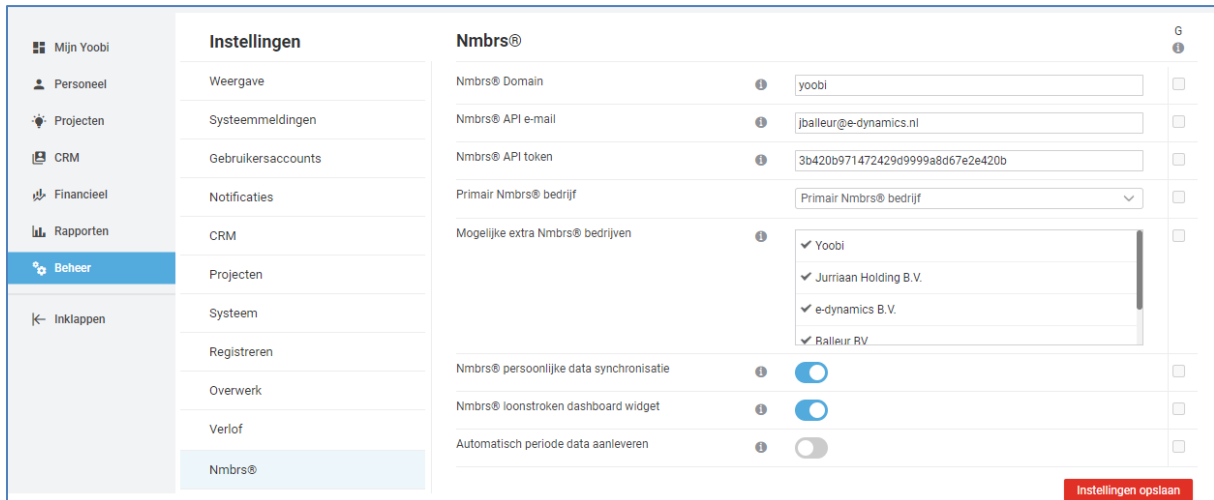 Mijn Yoobi
Personeel
Projecten
CRM
Financieel
Rapporten
Beheer
Inklappen
Instellingen
Weergave
Systeemmeldingen
Gebruikersaccounts
Notificaties
CRM
Projecten
Systeem
Registreren
Overwerk
Verlof
Nmbrs®
Nmbrs®
G
Nmbrs® Domain
yoobi
Nmbrs® API e-mail
jballeur@e-dynamics.nl
Nmbrs® API token
3b420b971472429d9999a8d67e2e420b
Primair Nmbrs® bedrijf
Primair Nmbrs® bedrijf
Mogelijke extra Nmbrs® bedrijven
Yoobi
Jurriaan Holding B.V.
e-dynamics B.V.
Balleur BV
Nmbrs® persoonlijke data synchronisatie
Nmbrs® loonstroken dashboard widget
Automatisch periode data aanleveren
Instellingen opslaan